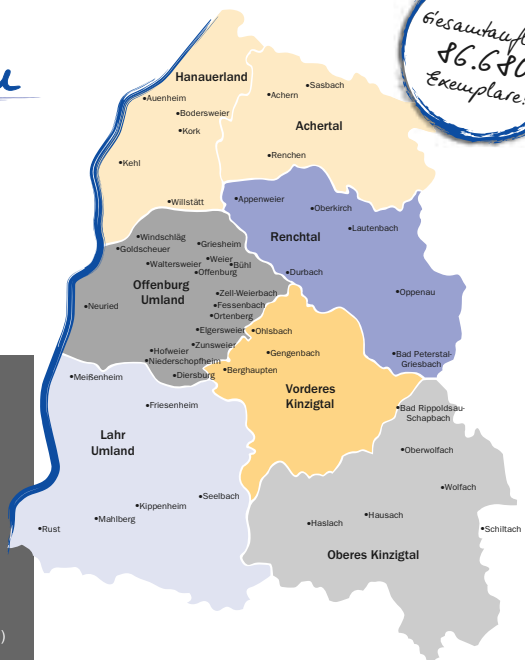 Gesamtaufl
86.680
Exemplare
Hanauerland
•Auenheim
•Bodersweier
•Kork
•Kehl
•Willstätt
•Sasbach
•Achern
Achertal
•Renchen
•Appenweier
•Oberkirch
•Lautenbach
Renchtal
•Durbach
•Oppenau
•Bad Peterstal-
Griesbach
•Windschläg
•Goldscheuer
•Griesheim
•Weier
•Waltersweier
•Bühl
•Offenburg
Offenburg
Umland
•Zell-Weierbach
•Neuried
•Fessenbach
•Ortenberg
•Elgersweier
•Zunsweier
•Hofweier
•Niederschopfheim
•Diersburg
•Ohlsbach
•Gengenbach
•Berghaupten
Vorderes
Kinzigtal
•Meißenheim
•Friesenheim
Lahr
Umland
•Seelbach
•Kippenheim
•Mahlberg
•Rust
•Bad Rippoldsau-
Schapbach
•Oberwolfach
•Wolfach
•Hausach
•Haslach
•Schiltach
Oberes Kinzigtal
)